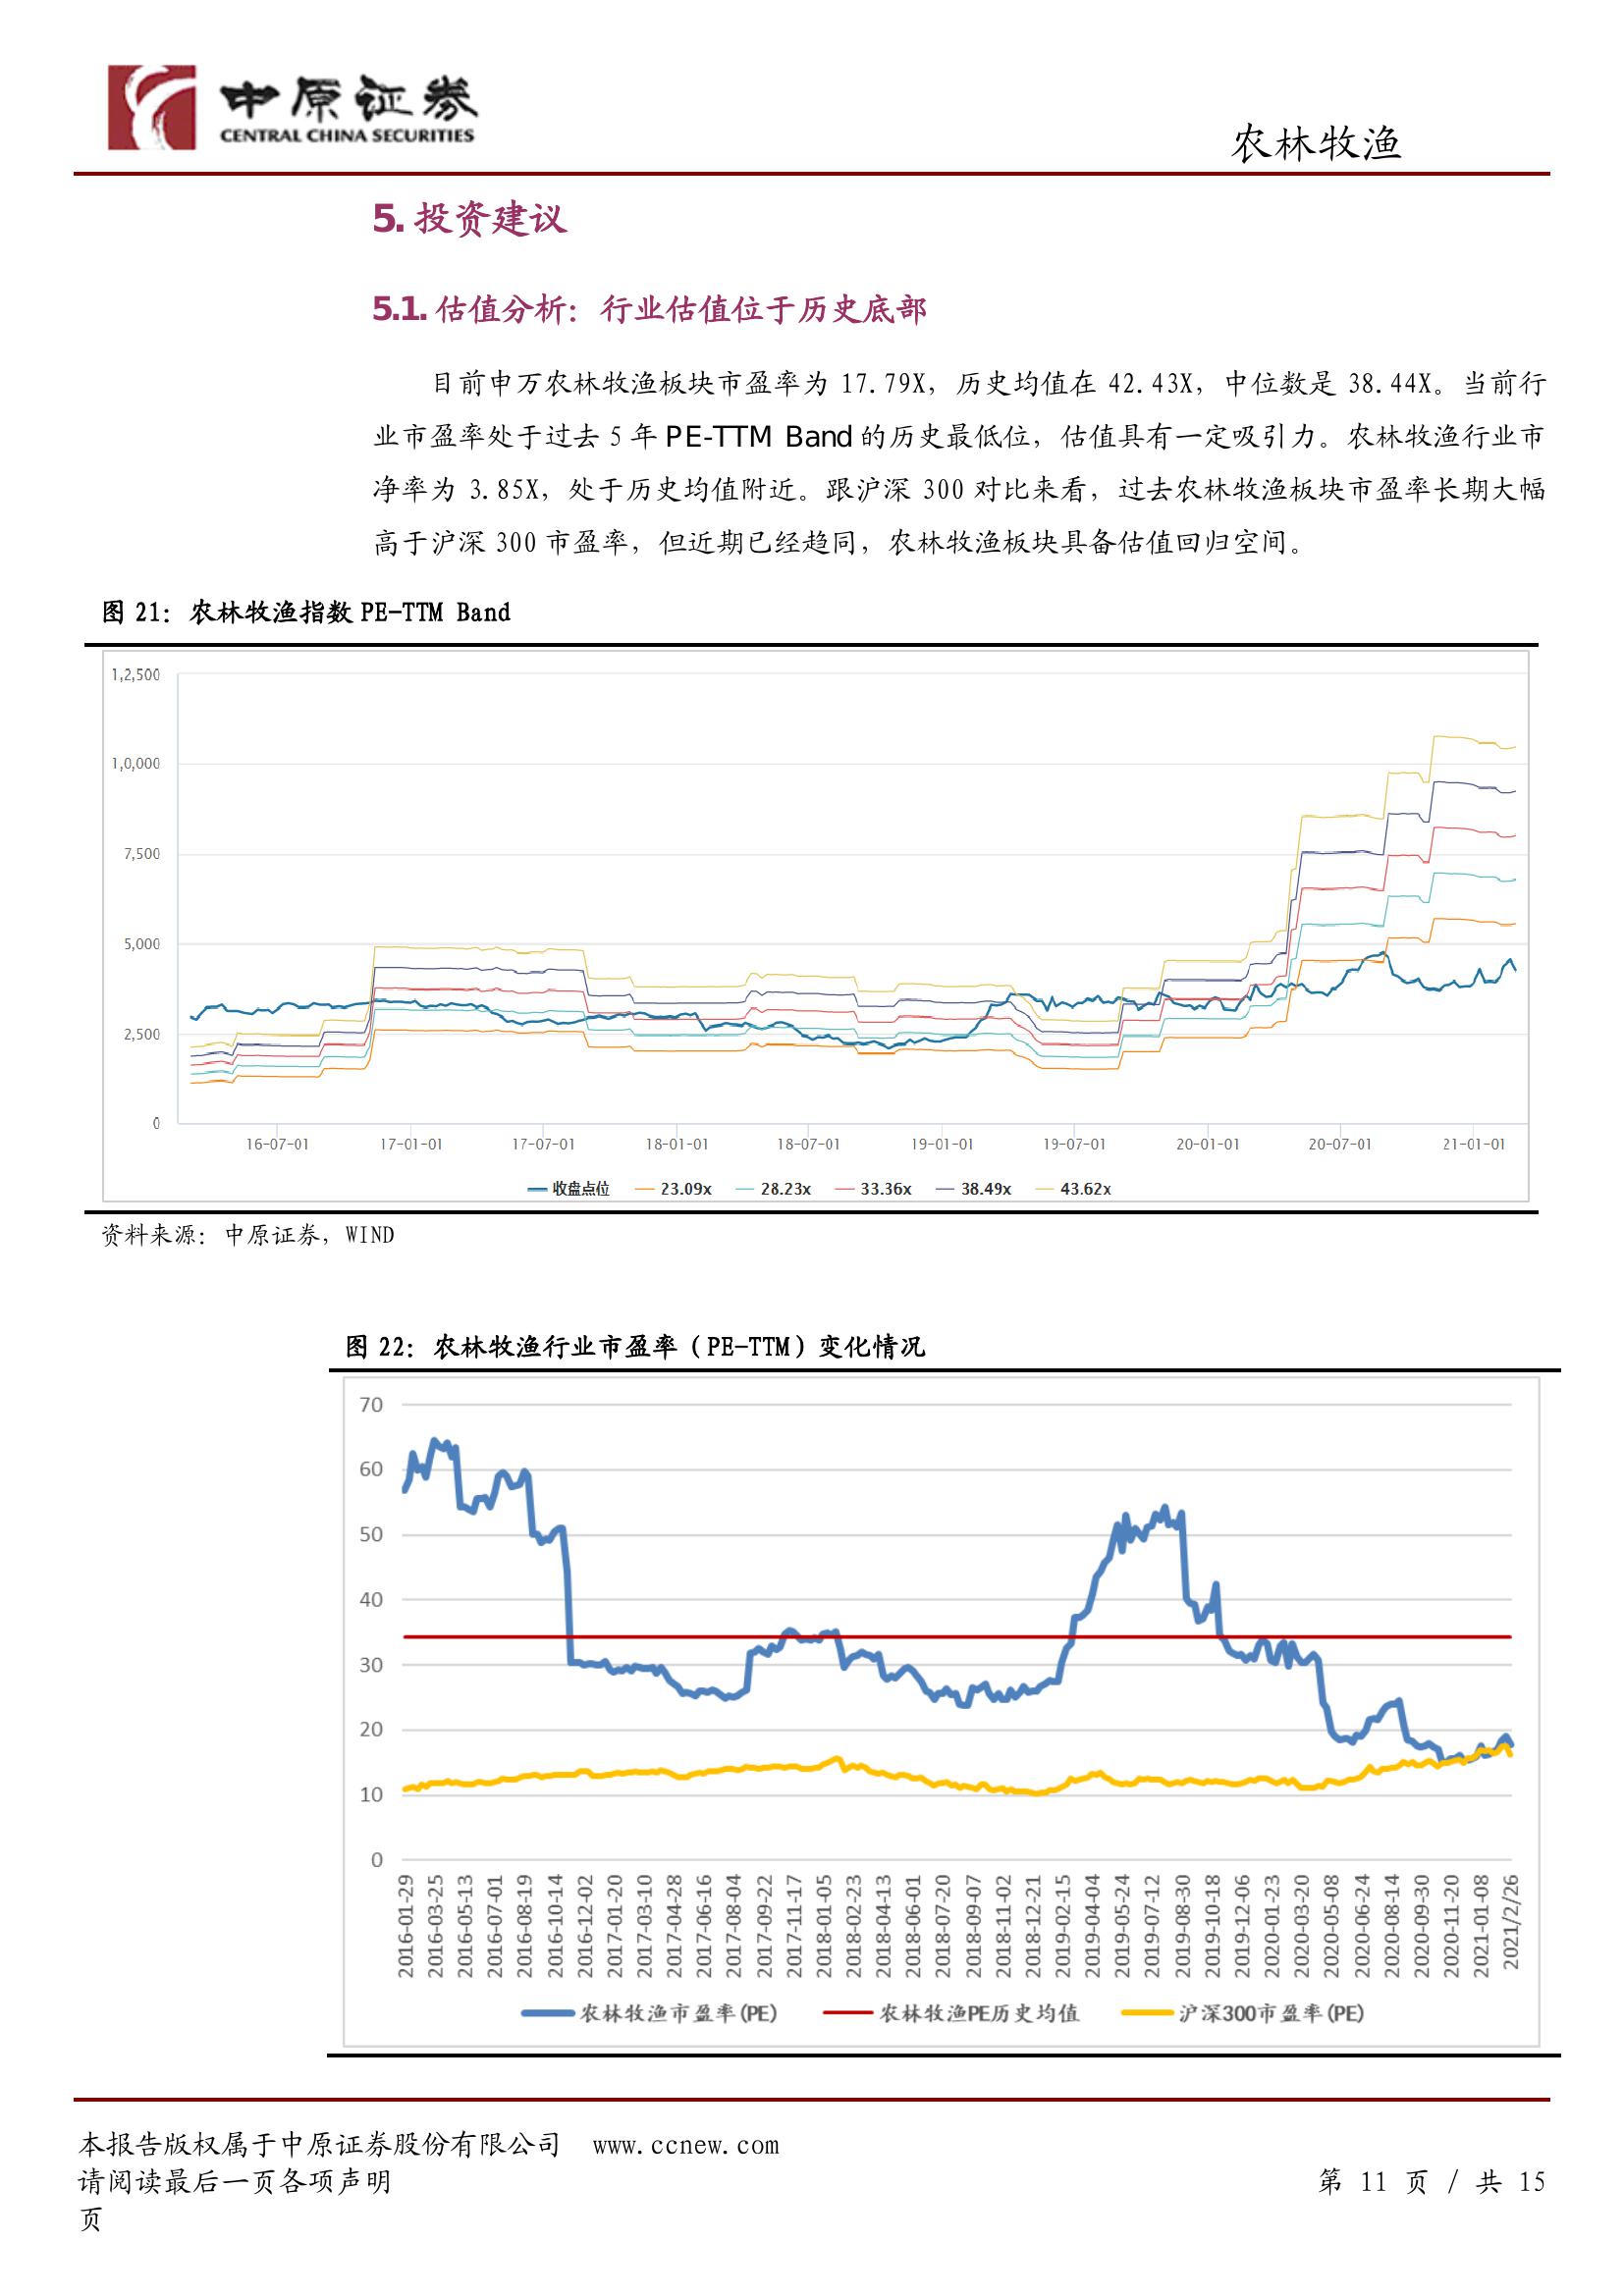 中原证券
CENTRAL CHINA SECURITIES
农林牧渔
5. 投资建议
5.1. 估值分析：行业估值位于历史底部
目前申万农林牧渔板块市盈率为 17.79X，历史均值在 42.43X，中位数是 38.44X。当前行
业市盈率处于过去 5 年 PE-TTM Band 的历史最低位，估值具有一定吸引力。农林牧渔行业市
净率为 3.85X，处于历史均值附近。跟沪深 300 对比来看，过去农林牧渔板块市盈率长期大幅
高于沪深 300 市盈率，但近期已经趋同，农林牧渔板块具备估值回归空间。
图 21：农林牧渔指数 PE-TTM Band
1,2,500
1,0,000
7,500
5,000
2,500
0
16-07-01 17-01-01 17-07-01 18-01-01 18-07-01 19-01-01 19-07-01 20-01-01 20-07-01 21-01-01
收盘点位 23.09x 28.23x 33.36x 38.49x 43.62x
资料来源：中原证券，WIND
图 22：农林牧渔行业市盈率（PE-TTM）变化情况
70
60
50
40
30
20
10
0
2016-01-29 2016-03-25 2016-05-13 2016-07-01 2016-08-19 2016-10-14 2016-12-02 2017-01-20 2017-03-10 2017-04-28 2017-06-16 2017-08-04 2017-09-22 2017-11-17 2018-01-05 2018-02-23 2018-04-13 2018-06-01 2018-07-20 2018-09-07 2018-11-02 2018-12-21 2019-02-15 2019-04-04 2019-05-24 2019-07-12 2019-08-30 2019-10-18 2019-12-06 2020-01-23 2020-03-20 2020-05-08 2020-06-24 2020-08-14 2020-09-30 2020-11-20 2021-01-08 2021/2/26
农林牧渔市盈率(PE) 农林牧渔PE历史均值 沪深300市盈率(PE)
本报告版权属于中原证券股份有限公司 www.ccnew.com
请阅读最后一页各项声明 第 11 页 / 共 15
页